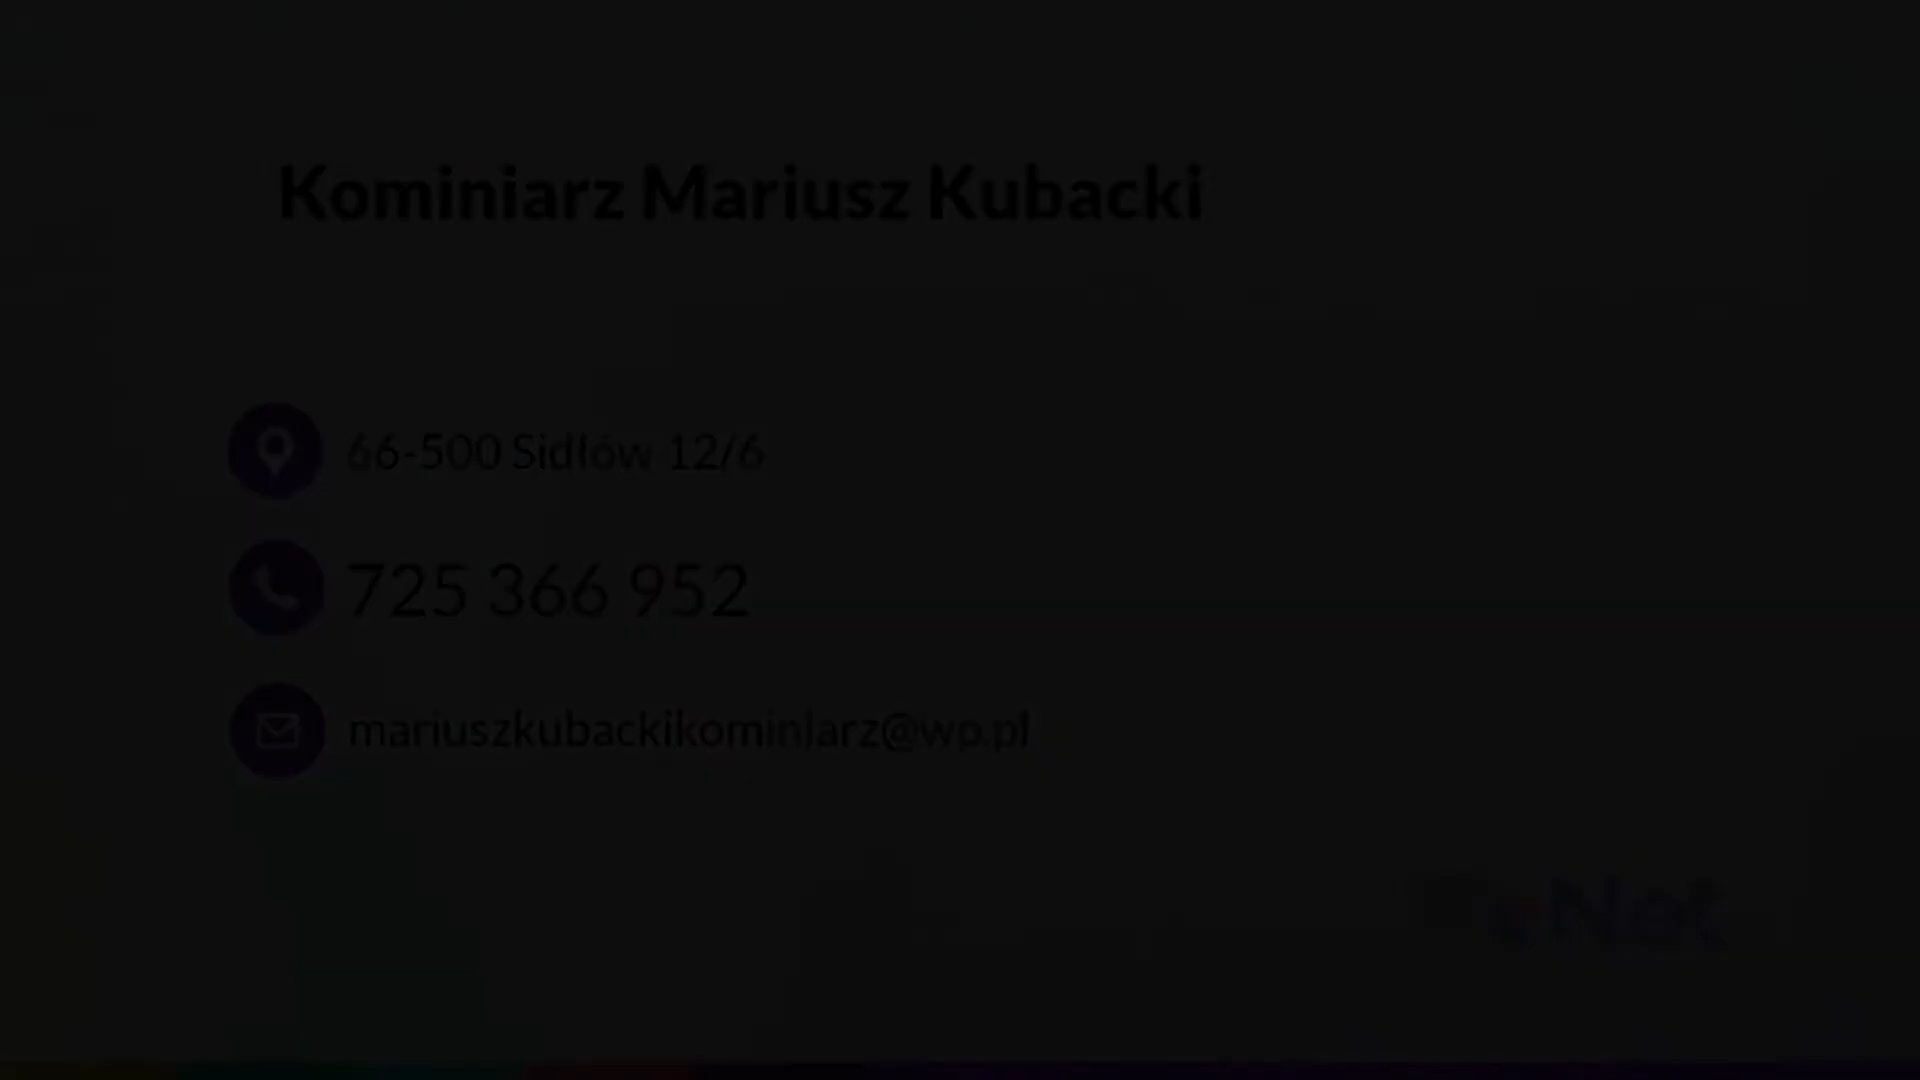 Kominiarz Mariusz Kubacki
66-500 Sidłów 12/6
725 366 952
mariuszkubackikominiarz@wp.pl
eNet